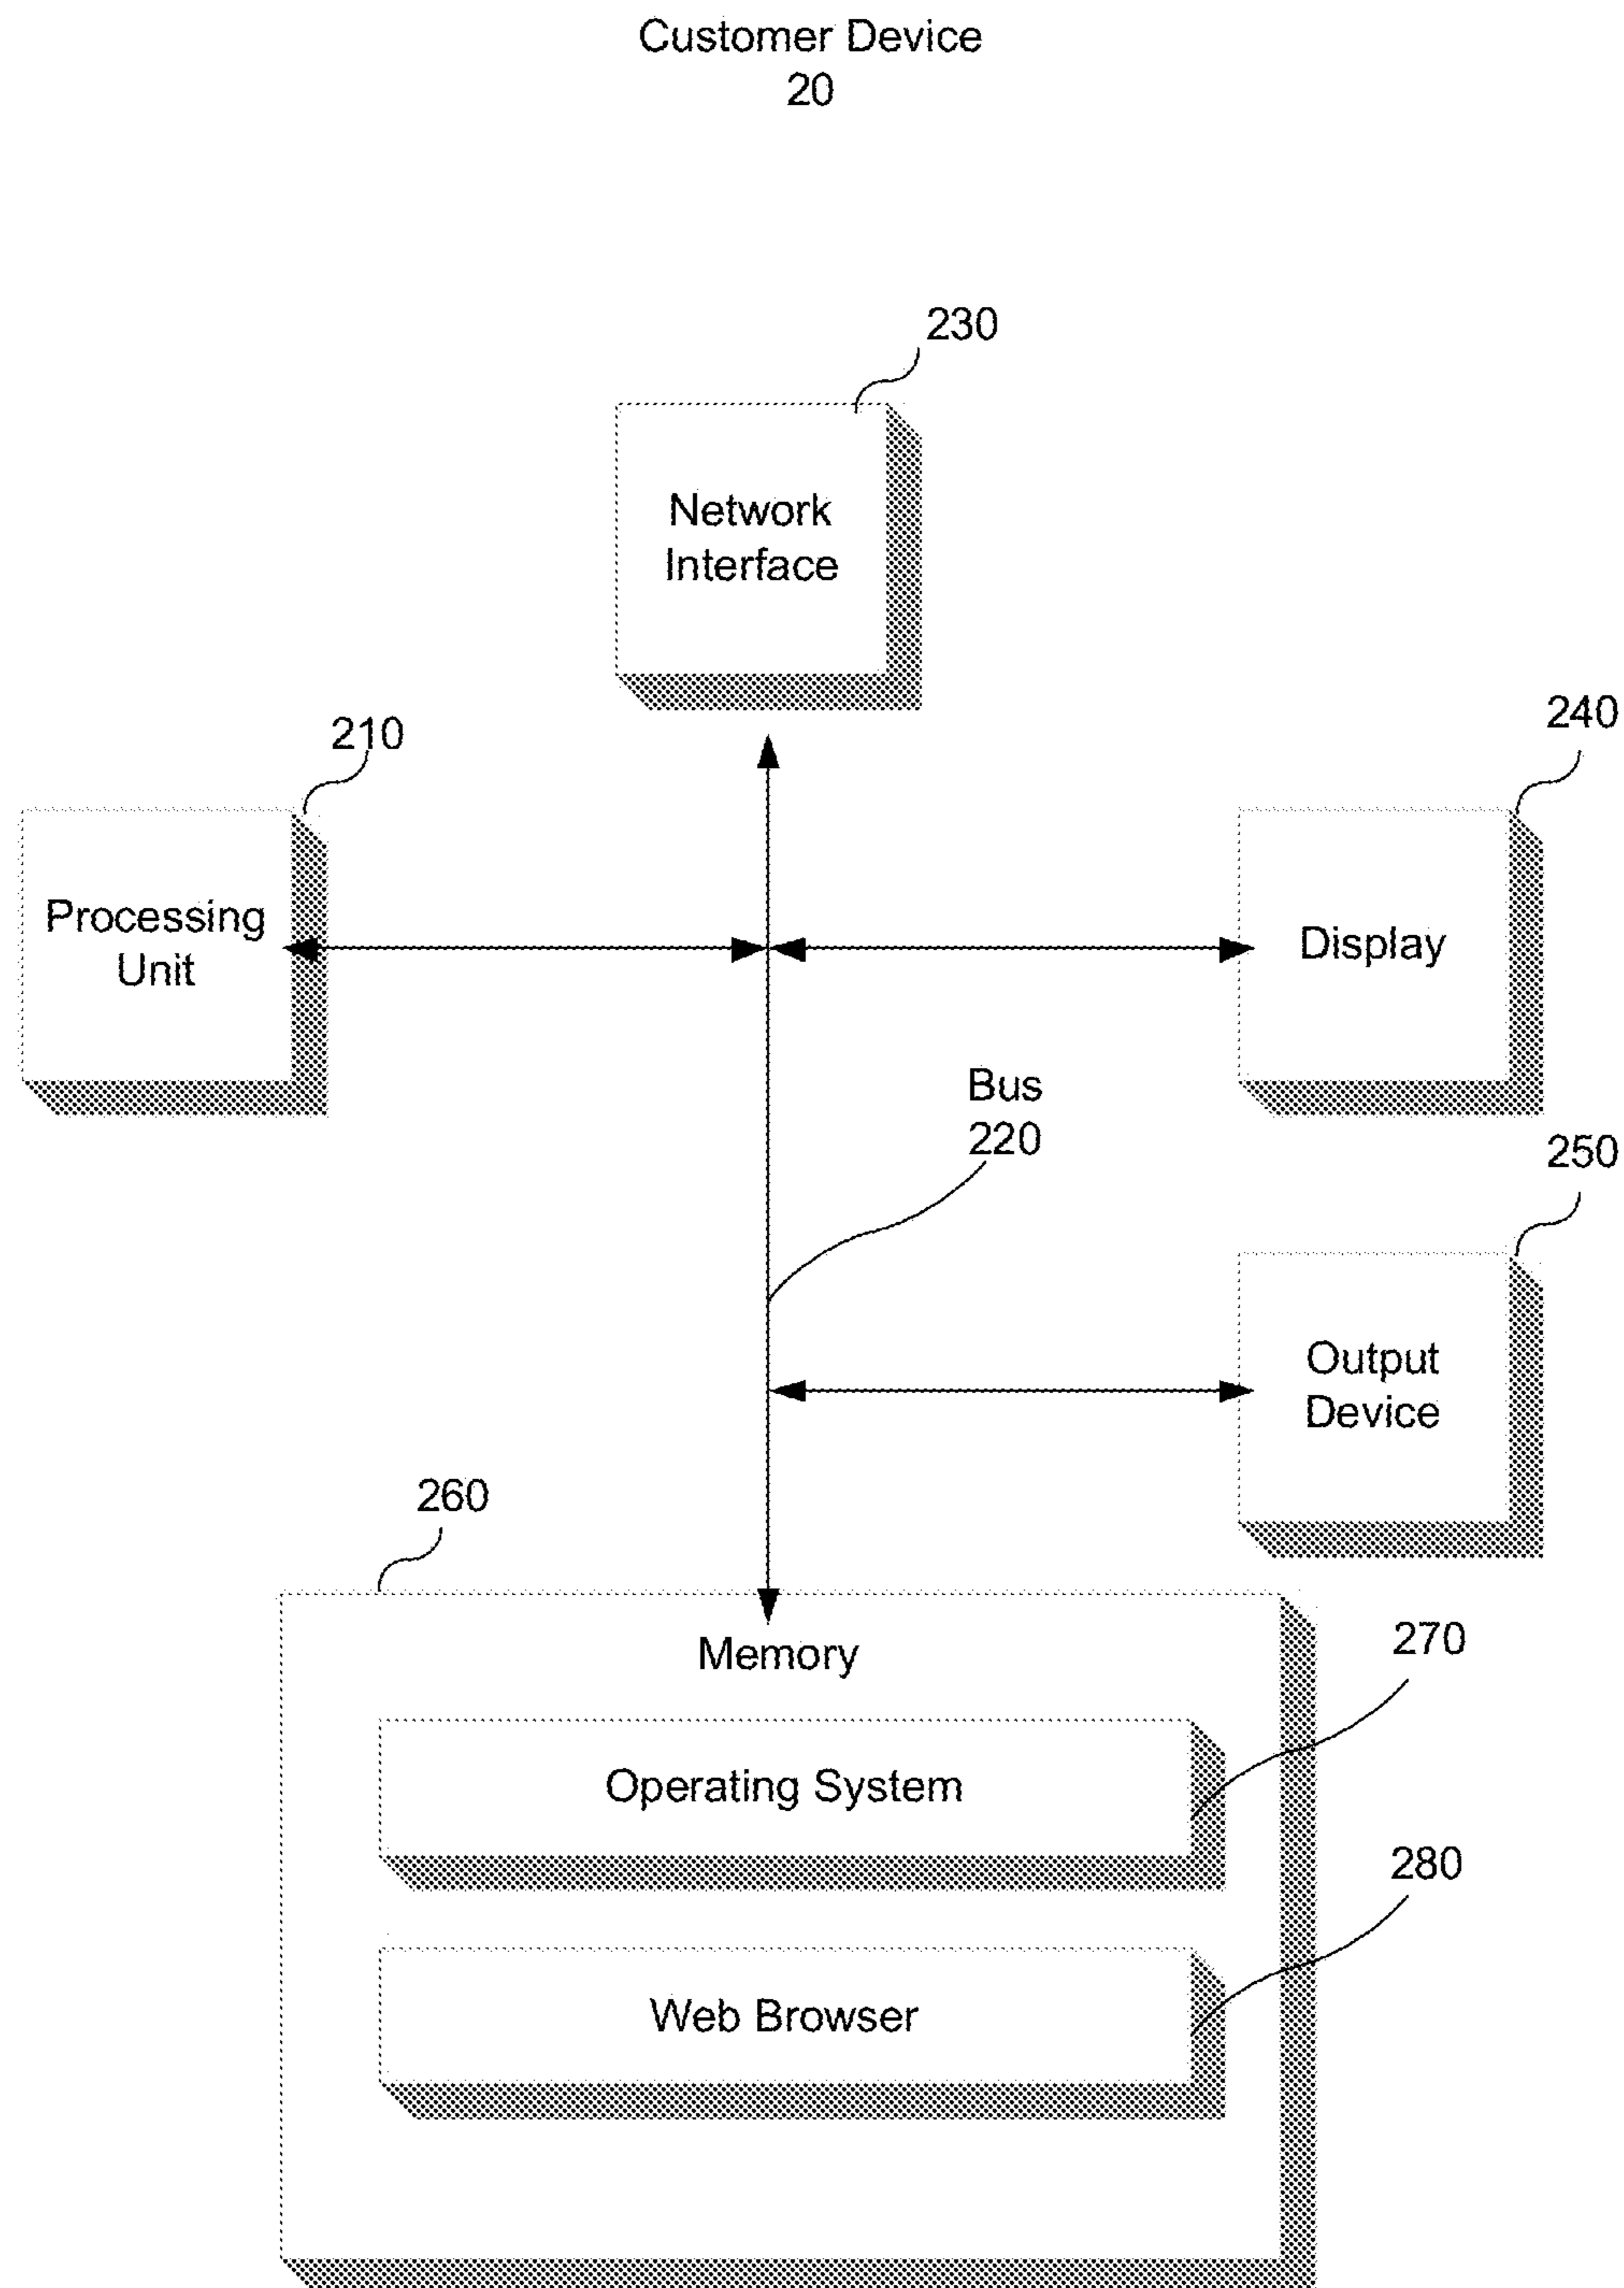 Customer Device
20
230
Network
Interface
210
240
Processing
Unit
Display
Bus
220
250
Output
Device
260
Memory
270
Operating System
280
Web Browser